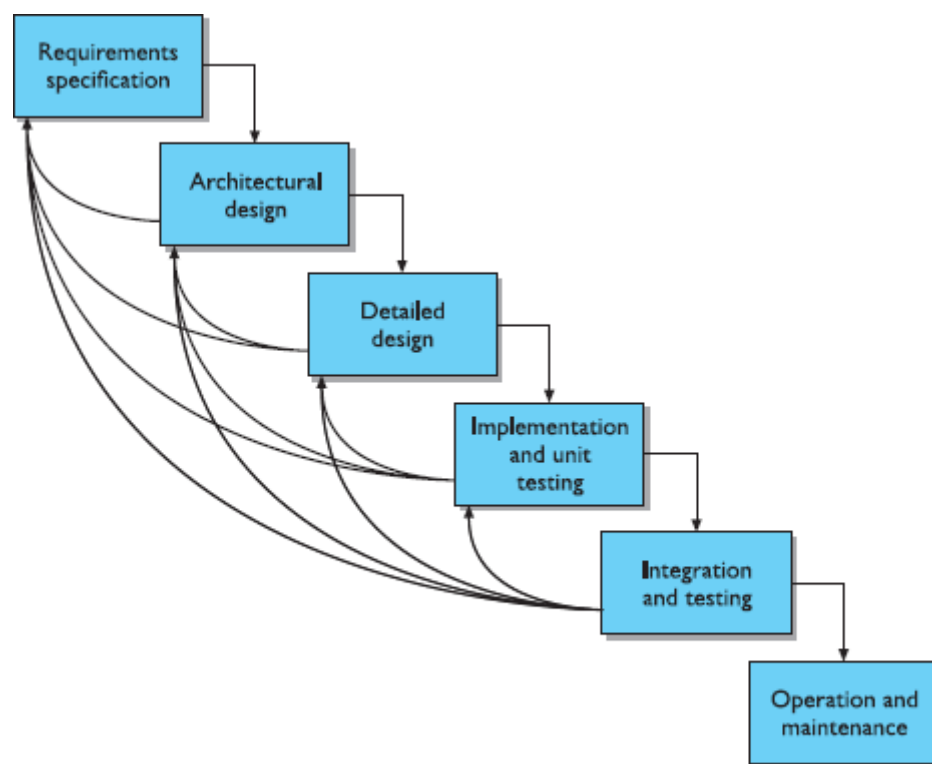 Requirements
specification
Architectural
design
Detailed
design
Implementation
and unit
testing
Integration
and testing
Operation and
maintenance